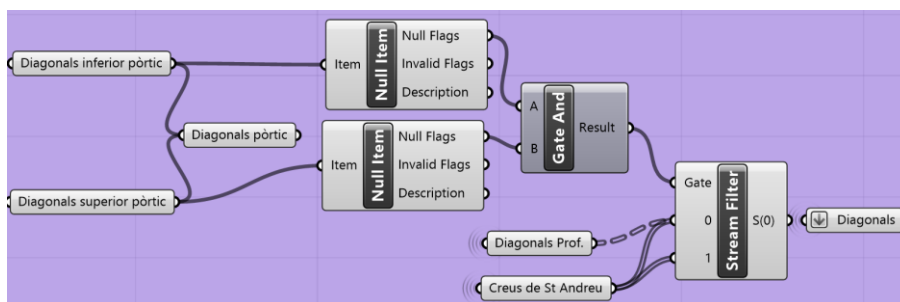 Diagonals inferior pòrtic
Diagonals pòrtic
Diagonals superior pòrtic
Item
Null Item
Null Flags
Invalid Flags
Description
Item
Null Item
Null Flags
Invalid Flags
Description
A
B
Gate And
Result
Diagonals Prof.
Creus de St Andreu
Gate
0
1
Stream Filter
S(0)
Diagonals